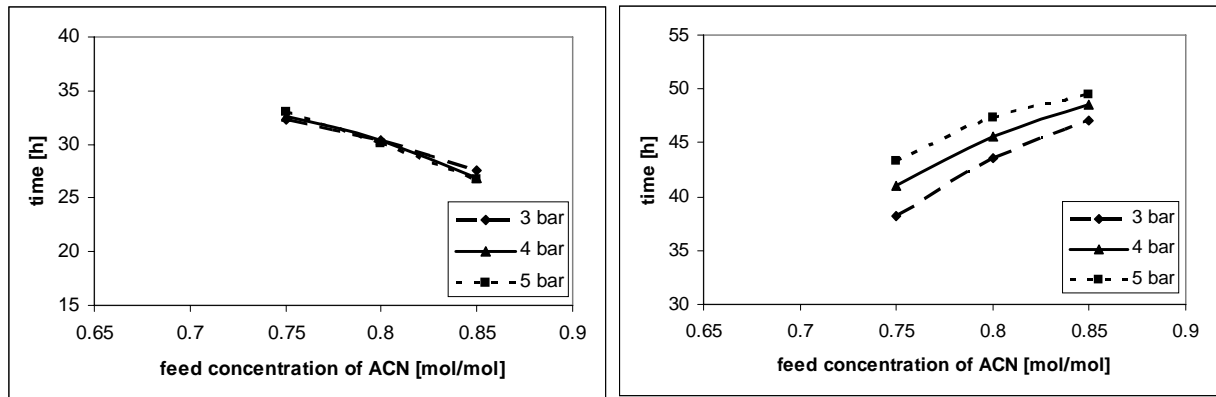 40
35
30
25
20
15
time [h]
3 bar
4 bar
5 bar
0.65 0.7 0.75 0.8 0.85 0.9
feed concentration of ACN [mol/mol]
55
50
45
40
35
30
time [h]
3 bar
4 bar
5 bar
0.65 0.7 0.75 0.8 0.85 0.9
feed concentration of ACN [mol/mol]